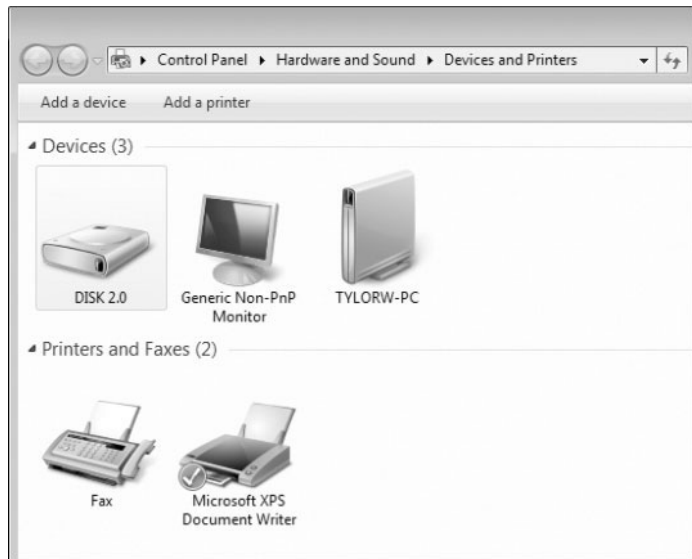 Control Panel ▸ Hardware and Sound ▸ Devices and Printers
Add a device Add a printer
Devices (3)
DISK 2.0
Generic Non-PnP
Monitor
TYLORW-PC
Printers and Faxes (2)
Fax
Microsoft XPS
Document Writer